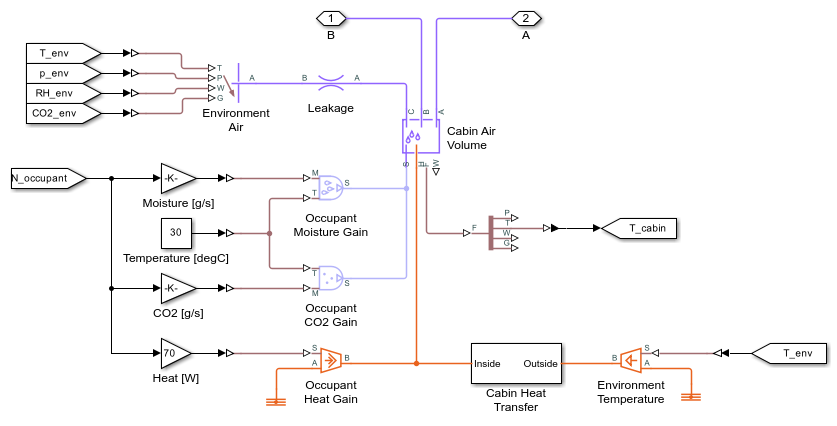 1
B
2
A
T_env
p_env
RH_env
CO2_env
T
P
W
G
A
Environment
Air
B
A
Leakage
C
B
A
Cabin Air
Volume
S
H
F
W
N_occupant
-K-
Moisture [g/s]
M
T
S
Occupant
Moisture Gain
30
Temperature [degC]
-K-
CO2 [g/s]
T
M
S
Occupant
CO2 Gain
F
P
T
W
G
T_cabin
70
Heat [W]
S
A
B
Occupant
Heat Gain
Inside
Outside
Cabin Heat
Transfer
B
S
A
Environment
Temperature
T_env